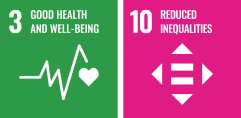 3 GOOD HEALTH
AND WELL-BEING
10 REDUCED
INEQUALITIES